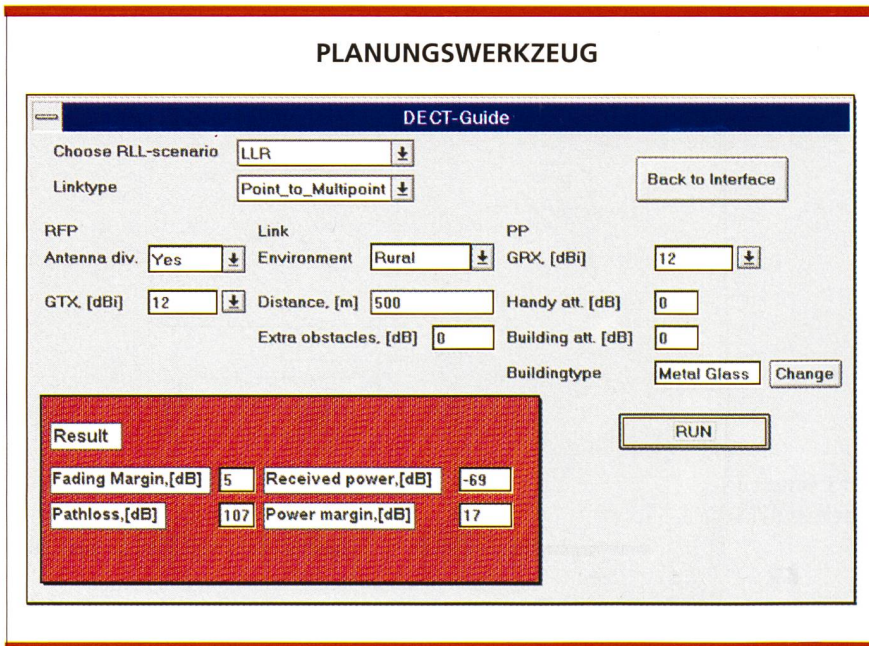 PLANUNGSWERKZEUG
DECT-Guide
Choose RLL-scenario LLR
Linktype Point_to_Multipoint Back to Interface
RFP Link PP
Antenna div. Yes Environment Rural GRX, [dBi] 12
GTX, [dBi] 12 Distance, [m] 500 Handy att. [dB] 0
Extra obstacles, [dB] 0 Building att. [dB] 0
Buildingtype Metal Glass Change
Result RUN
Fading Margin,[dB] 5 Received power,[dB] -69
Pathloss,[dB] 107 Power margin,[dB] 17